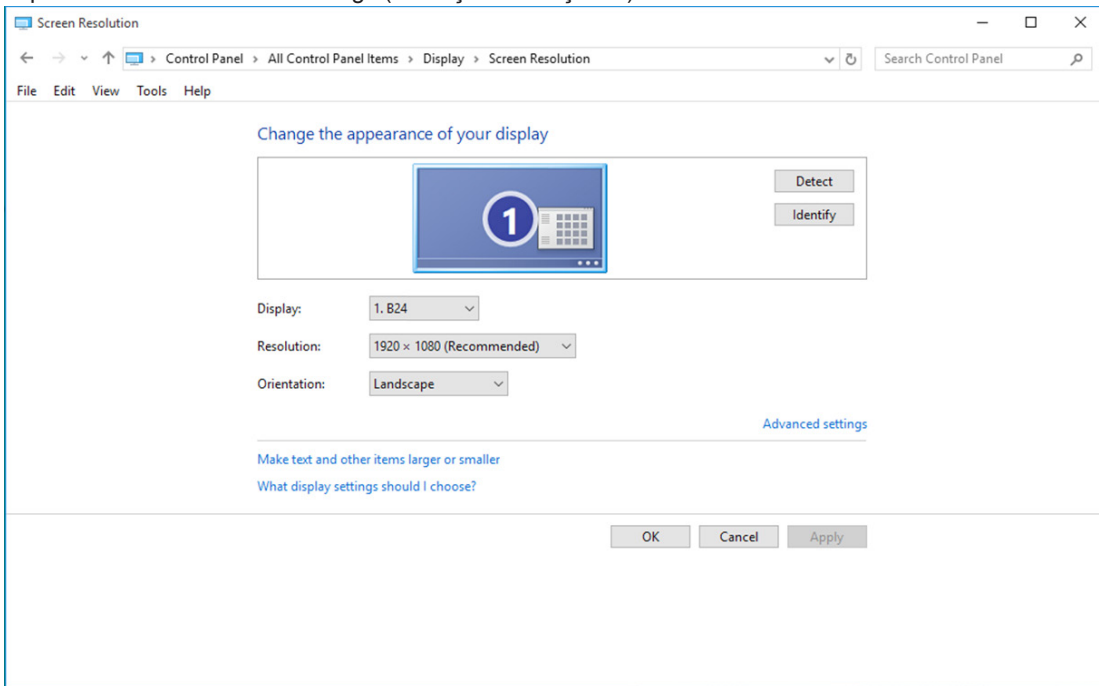 Screen Resolution
Control Panel > All Control Panel Items > Display > Screen Resolution
Search Control Panel
File Edit View Tools Help
Change the appearance of your display
1
Detect
Identify
Display: 1. B24
Resolution: 1920 × 1080 (Recommended)
Orientation: Landscape
Advanced settings
Make text and other items larger or smaller
What display settings should I choose?
OK Cancel Apply